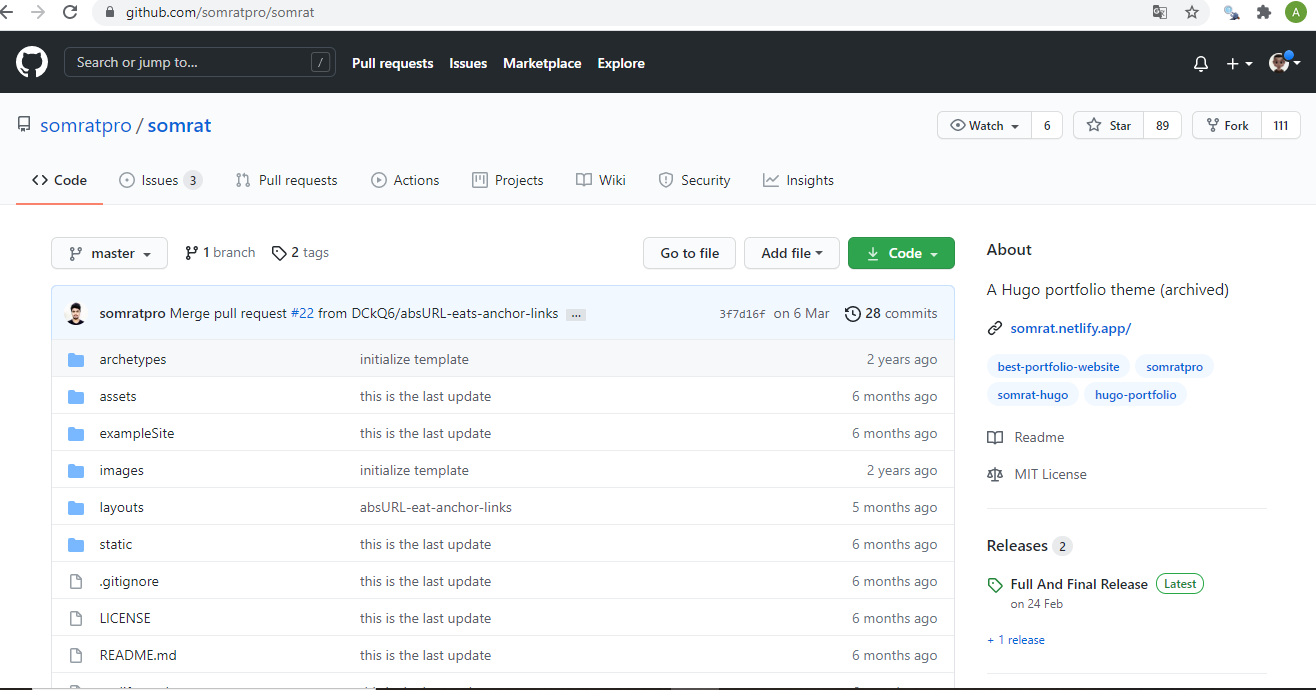 github.com/somratpro/somrat
A
Search or jump to... /
Pull requests Issues Marketplace Explore
somratpro / somrat
Watch 6 Star 89 Fork 111
Code Issues 3 Pull requests Actions Projects Wiki Security Insights
master 1 branch 2 tags Go to file Add file Code
somratpro Merge pull request #22 from DCkQ6/absURL-eats-anchor-links ... 3f7d16f on 6 Mar 28 commits
archetypes initialize template 2 years ago
assets this is the last update 6 months ago
exampleSite this is the last update 6 months ago
images initialize template 2 years ago
layouts absURL-eat-anchor-links 5 months ago
static this is the last update 6 months ago
.gitignore this is the last update 6 months ago
LICENSE this is the last update 6 months ago
README.md this is the last update 6 months ago
About
A Hugo portfolio theme (archived)
somrat.netlify.app/
best-portfolio-website somratpro
somrat-hugo hugo-portfolio
Readme
MIT License
Releases 2
Full And Final Release Latest
on 24 Feb
+ 1 release